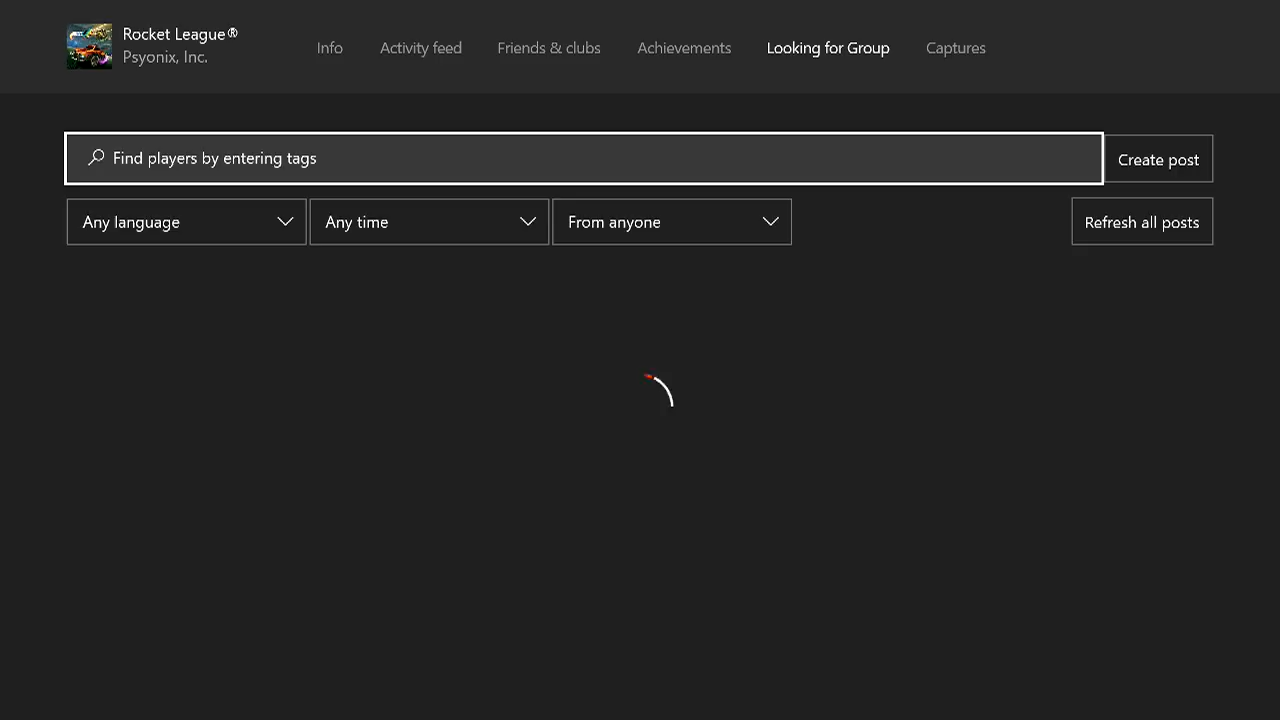 Rocket League®
Psyonix, Inc.
Info
Activity feed
Friends & clubs
Achievements
Looking for Group
Captures
Find players by entering tags
Create post
Any language
Any time
From anyone
Refresh all posts